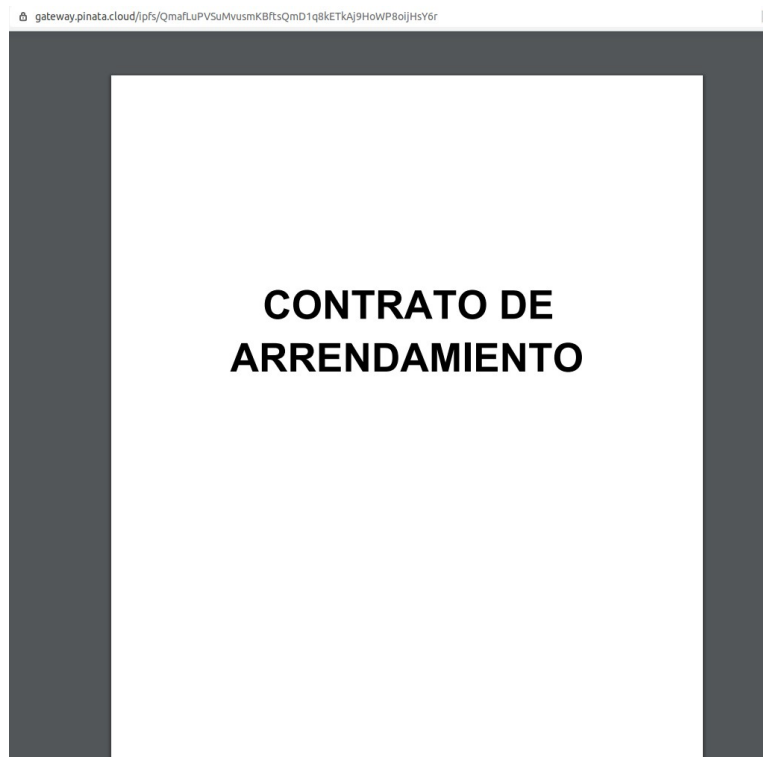 gateway.pinata.cloud/ipfs/QmafLuPVSuMvusmKBftsQmD1q8kETkAj9HoWP8oijHsY6r
CONTRATO DE
ARRENDAMIENTO